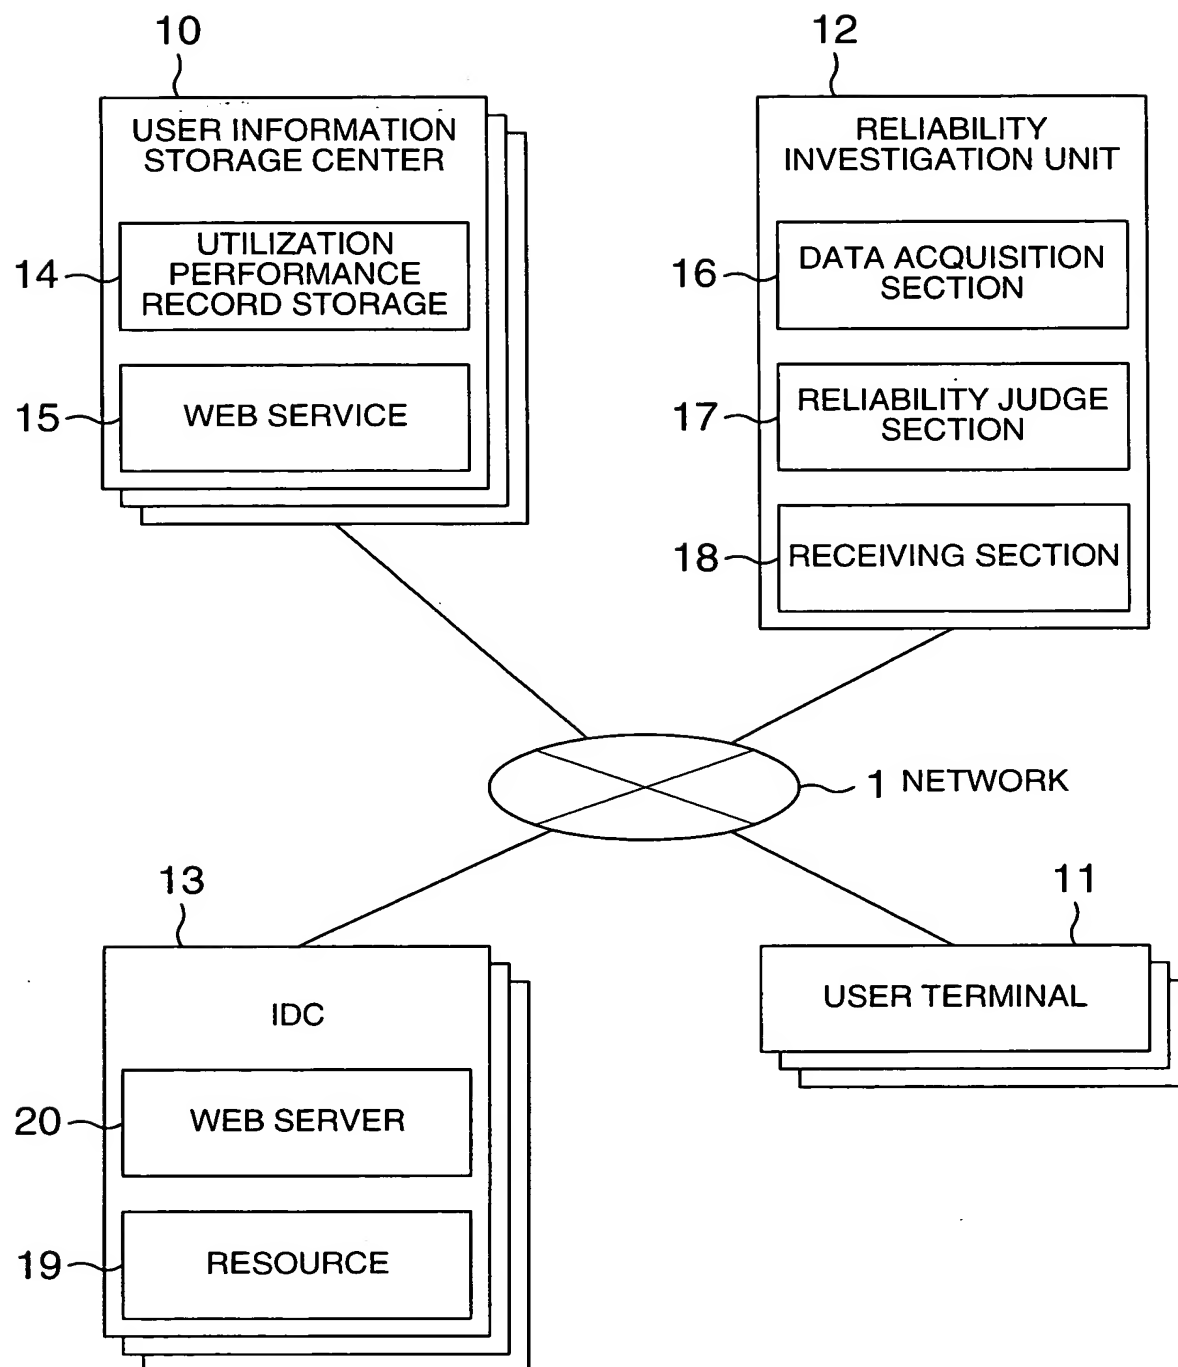 10
USER INFORMATION
STORAGE CENTER
14
UTILIZATION
PERFORMANCE
RECORD STORAGE
15
WEB SERVICE
12
RELIABILITY
INVESTIGATION UNIT
16
DATA ACQUISITION
SECTION
17
RELIABILITY JUDGE
SECTION
18
RECEIVING SECTION
1 NETWORK
13
IDC
20
WEB SERVER
19
RESOURCE
11
USER TERMINAL